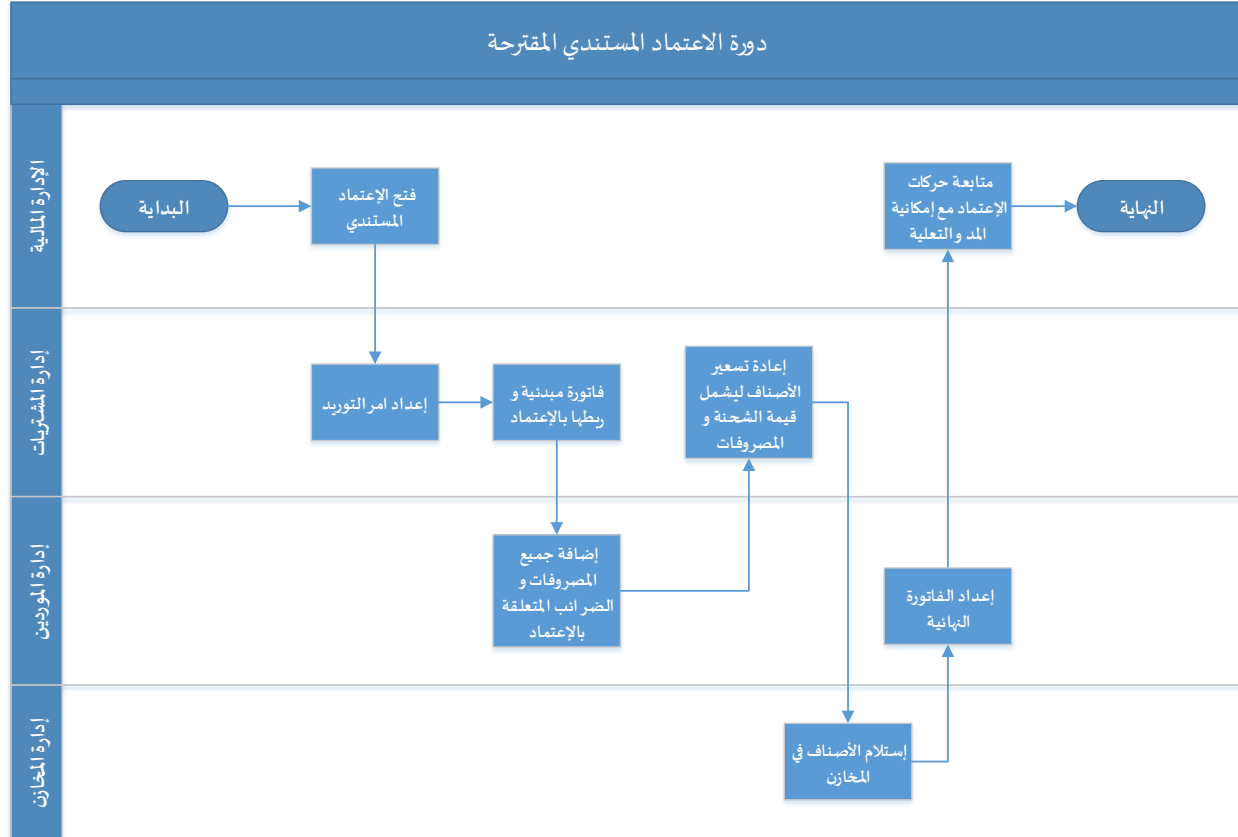 دورة الاعتماد المستندي المقترحة
الإدارة المالية
البداية
فتح الإعتماد
المستندي
متابعة حركات
الإعتماد مع إمكانية
المد والتعلية
النهاية
إدارة المشتريات
إعداد امر التوريد
فاتورة مبدئية و
ربطها بالإعتماد
إعادة تسعير
الأصناف ليشمل
قيمة الشحنة و
المصروفات
إدارة الموردين
إضافة جميع
المصروفات و
الضرائب المتعلقة
بالإعتماد
إعداد الفاتورة
النهائية
إدارة المخازن
إستلام الأصناف في
المخازن